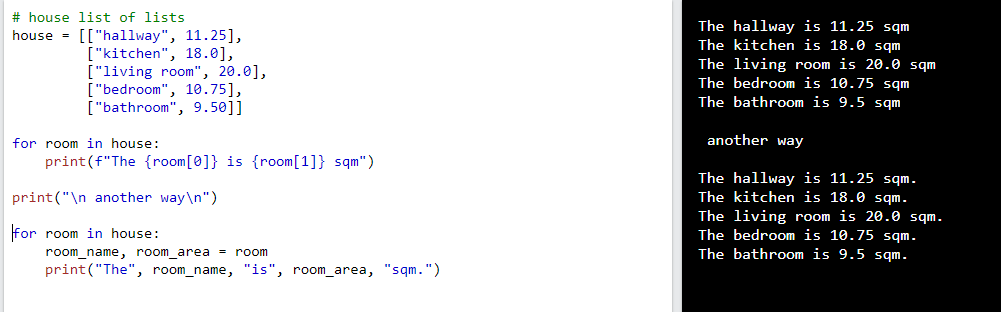 # house list of lists
house = [["hallway", 11.25],
         ["kitchen", 18.0],
         ["living room", 20.0],
         ["bedroom", 10.75],
         ["bathroom", 9.50]]

for room in house:
    print(f"The {room[0]} is {room[1]} sqm")

print("\n another way\n")

for room in house:
    room_name, room_area = room
    print("The", room_name, "is", room_area, "sqm.")

The hallway is 11.25 sqm
The kitchen is 18.0 sqm
The living room is 20.0 sqm
The bedroom is 10.75 sqm
The bathroom is 9.5 sqm

 another way

The hallway is 11.25 sqm.
The kitchen is 18.0 sqm.
The living room is 20.0 sqm.
The bedroom is 10.75 sqm.
The bathroom is 9.5 sqm.